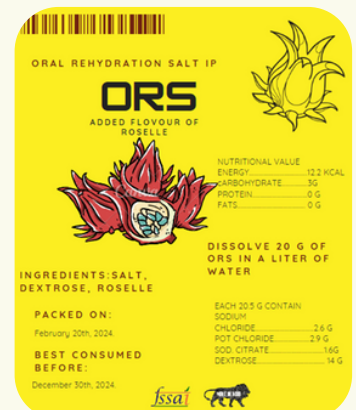 ORAL REHYDRATION SALT IP
ORS
ADDED FLOVOUR OF
ROSELLE
NUTRITIONAL VALUE
ENERGY..................12.2 KCAL
cARBOHYDRATE..........3G
PROTEIN....................0 G
FATS.........................0 G
DISSOLVE 20 G OF
ORS IN A LITER OF
WATER
INGREDIENTS:SALT,
DEXTROSE, ROSELLE
PACKED ON:
February 20th, 2024.
BEST CONSUMED
BEFORE:
December 30th, 2024.
EACH 20.5 G CONTAIN
SODIUM
CHLORIDE.....................2.6 G
POT CHLORIDE...............2.9 G
SOD. CITRATE................1.6G
DEXTROSE.....................14 G
fssai